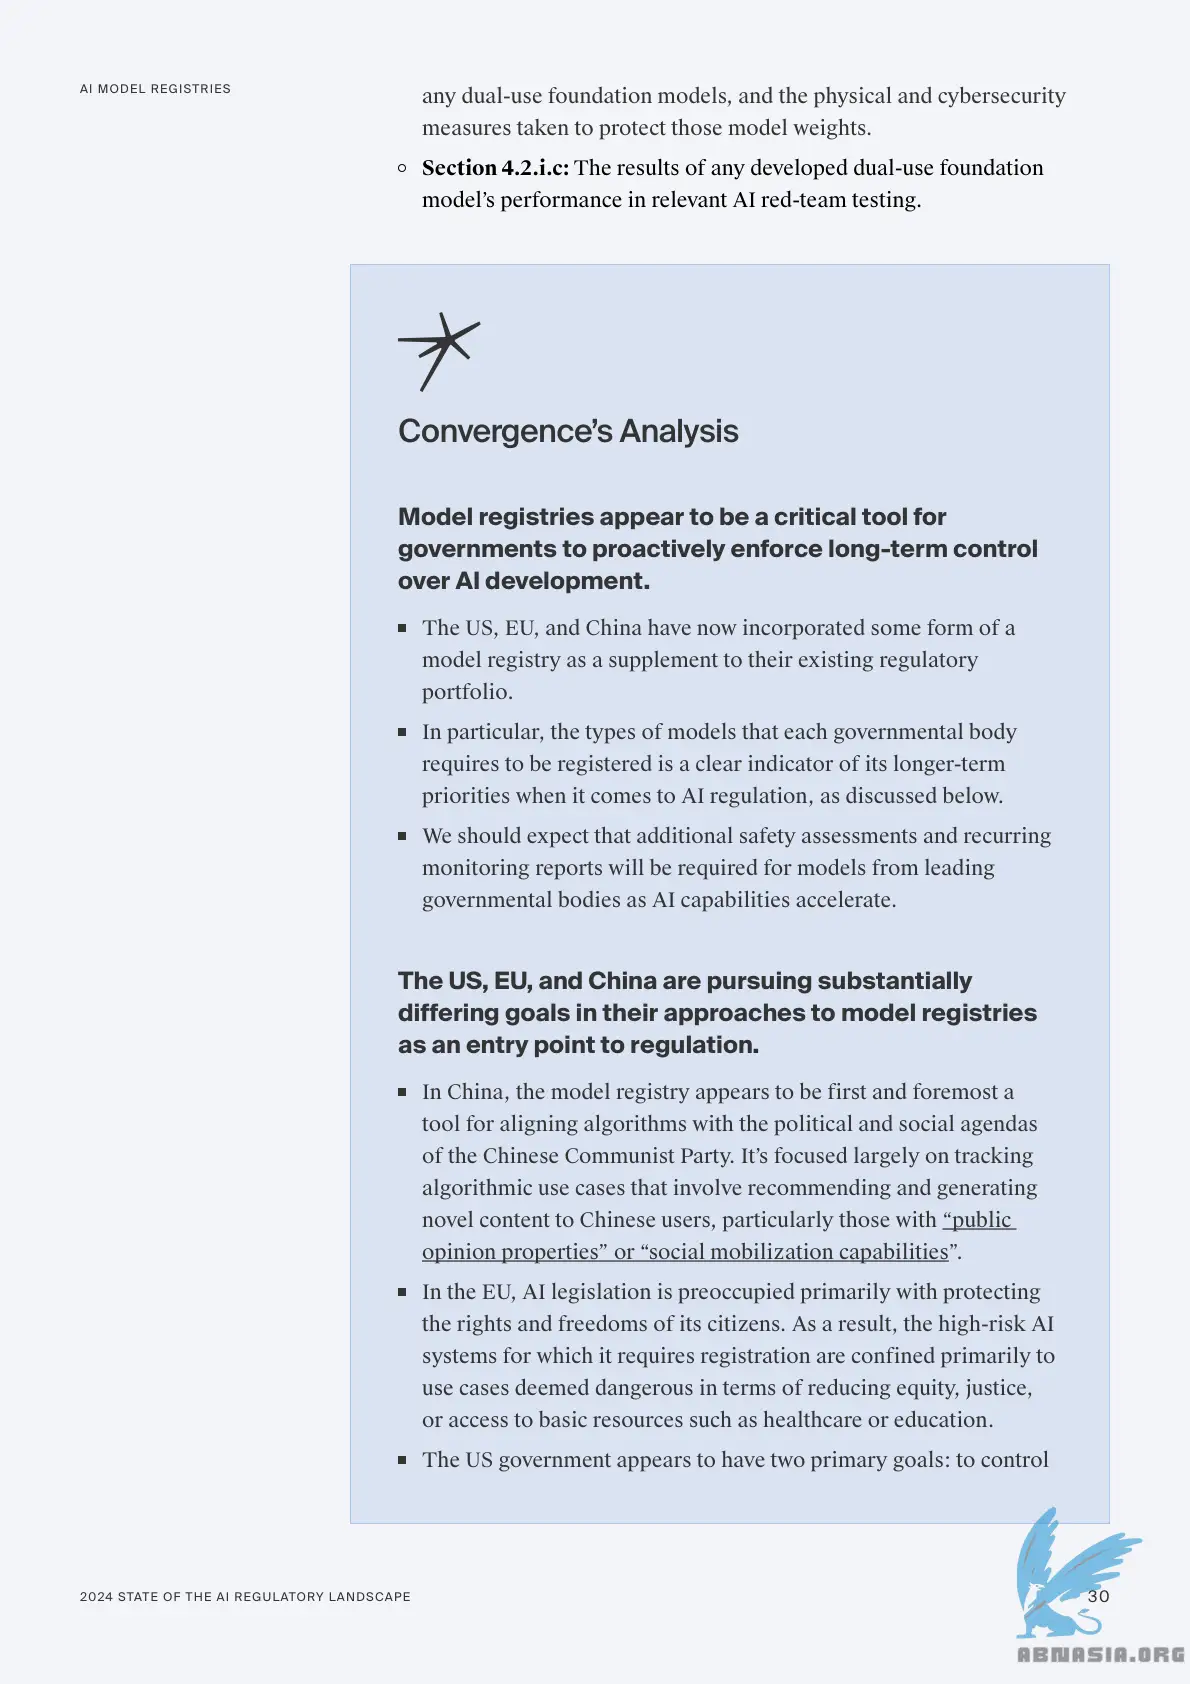 AI MODEL REGISTRIES
any dual-use foundation models, and the physical and cybersecurity
measures taken to protect those model weights.
Section 4.2.i.c: The results of any developed dual-use foundation
model’s performance in relevant AI red-team testing.
Convergence’s Analysis
Model registries appear to be a critical tool for
governments to proactively enforce long-term control
over AI development.
The US, EU, and China have now incorporated some form of a
model registry as a supplement to their existing regulatory
portfolio.
In particular, the types of models that each governmental body
requires to be registered is a clear indicator of its longer-term
priorities when it comes to AI regulation, as discussed below.
We should expect that additional safety assessments and recurring
monitoring reports will be required for models from leading
governmental bodies as AI capabilities accelerate.
The US, EU, and China are pursuing substantially
differing goals in their approaches to model registries
as an entry point to regulation.
In China, the model registry appears to be first and foremost a
tool for aligning algorithms with the political and social agendas
of the Chinese Communist Party. It’s focused largely on tracking
algorithmic use cases that involve recommending and generating
novel content to Chinese users, particularly those with “public
opinion properties” or “social mobilization capabilities”.
In the EU, AI legislation is preoccupied primarily with protecting
the rights and freedoms of its citizens. As a result, the high-risk AI
systems for which it requires registration are confined primarily to
use cases deemed dangerous in terms of reducing equity, justice,
or access to basic resources such as healthcare or education.
The US government appears to have two primary goals: to control
2024 STATE OF THE AI REGULATORY LANDSCAPE
30
ABNASIA.ORG